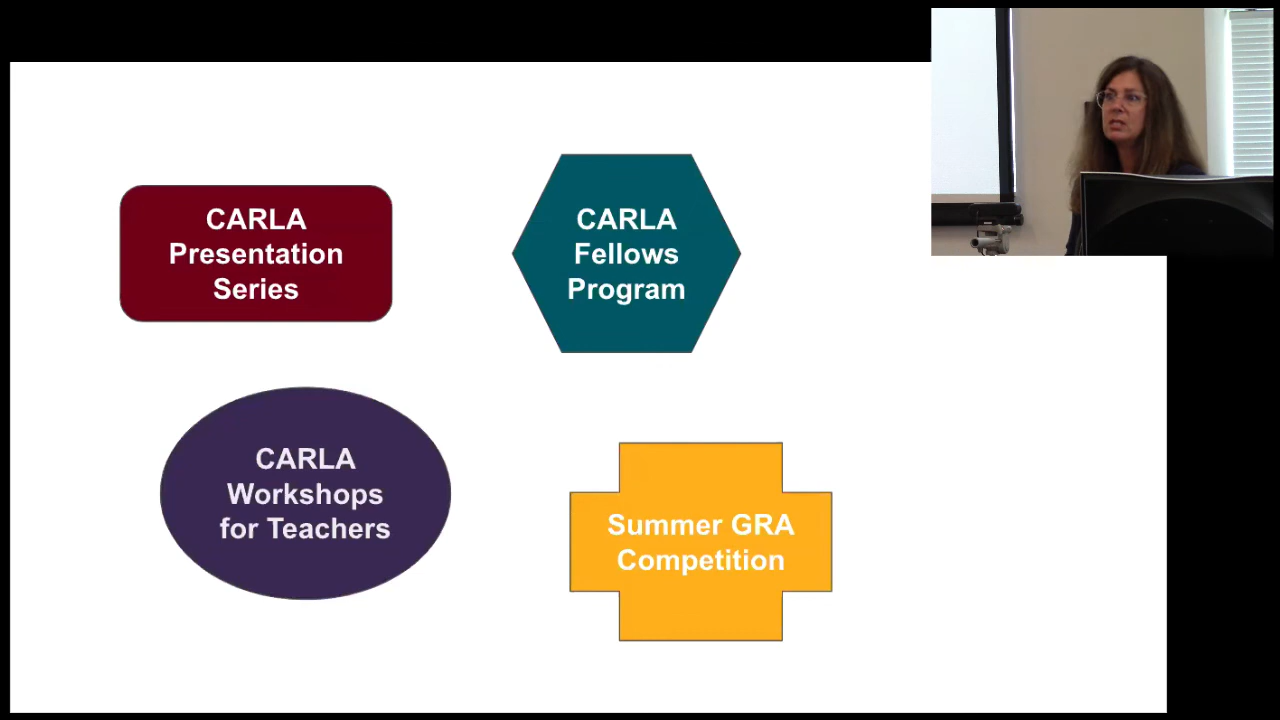 CARLA
Presentation
Series
CARLA
Fellows
Program
CARLA
Workshops
for Teachers
Summer GRA
Competition